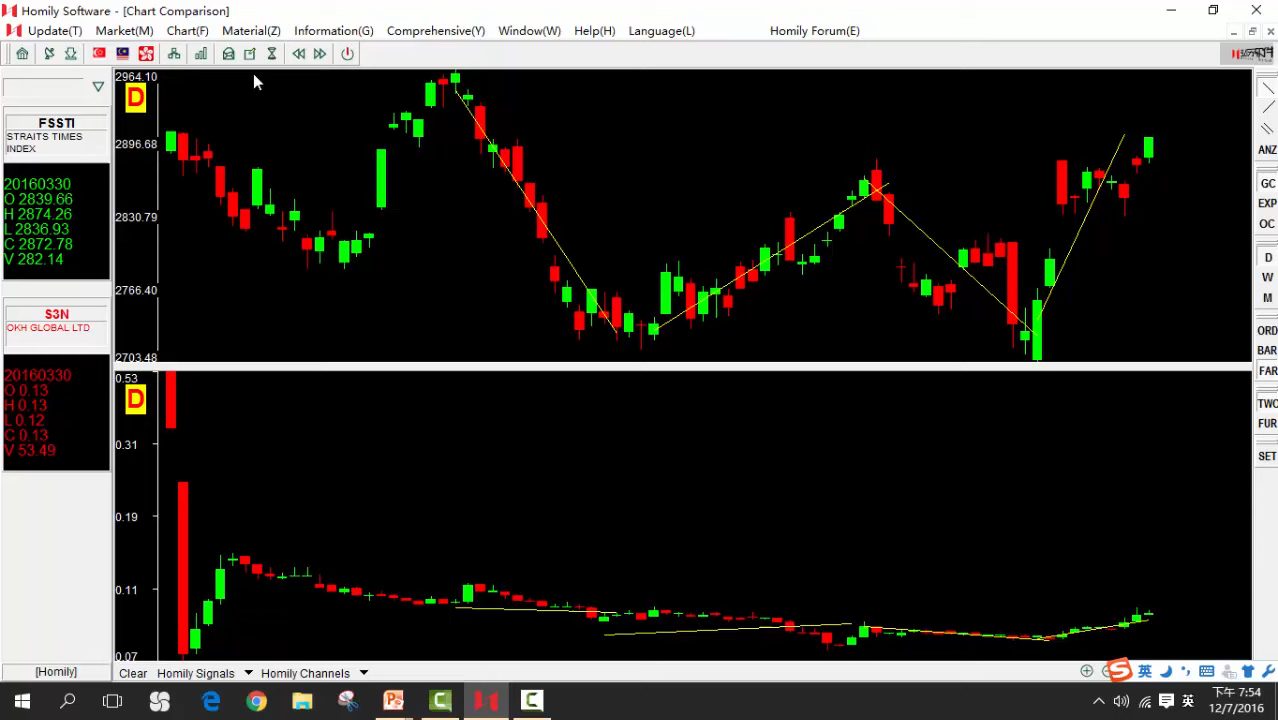 Homily Software - [Chart Comparison]
Update(T) Market(M) Chart(F) Material(Z) Information(G) Comprehensive(Y) Window(W) Help(H) Language(L) Homily Forum(E)
2964.10
D
FSSTI
STRAITS TIMES
INDEX
2896.68
ANZ
GC
20160330
O 2839.66
H 2874.26
L 2836.93
C 2872.78
V 282.14
EXP
2830.79
OC
D
W
2766.40
M
S3N
OKH GLOBAL LTD
ORD
BAR
2703.48
FAR
20160330
O 0.13
H 0.13
L 0.12
C 0.13
V 53.49
0.53
D
TWO
FUR
0.31
SET
0.19
0.11
0.07
[Homily]
Clear Homily Signals Homily Channels
英
英
下午 7:54
12/7/2016